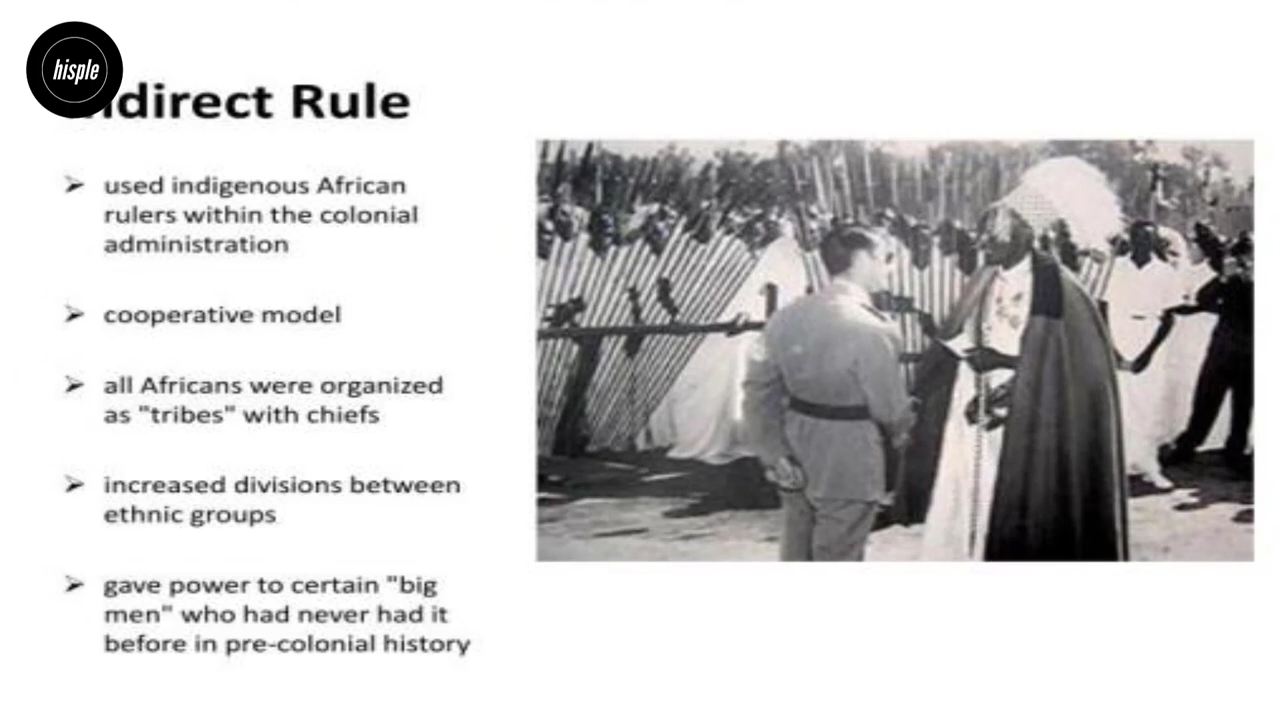 hisple
ndirect Rule
➢ used indigenous African
rulers within the colonial
administration
➢ cooperative model
➢ all Africans were organized
as "tribes" with chiefs
➢ increased divisions between
ethnic groups
➢ gave power to certain "big
men" who had never had it
before in pre-colonial history